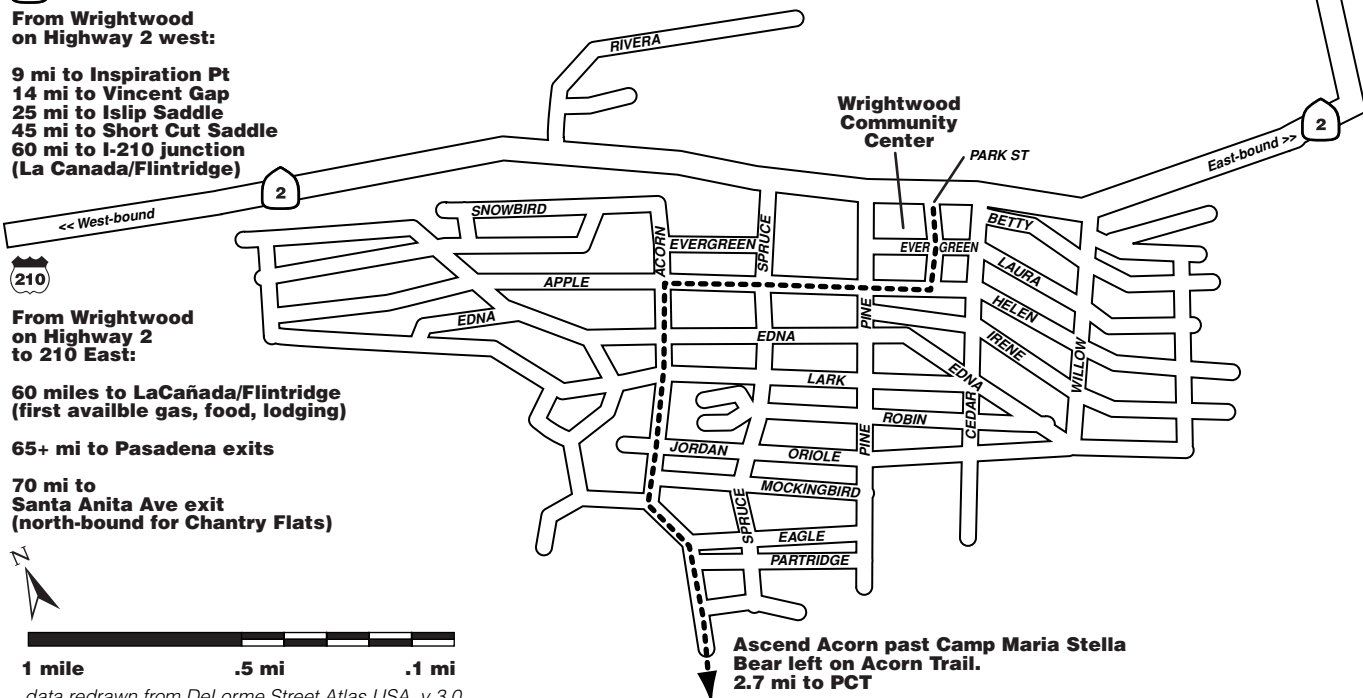 From Wrightwood
on Highway 2 west:
9 mi to Inspiration Pt
14 mi to Vincent Gap
25 mi to Islip Saddle
45 mi to Short Cut Saddle
60 mi to I-210 junction
(La Canada/Flintridge)
RIVERA
Wrightwood
Community
Center
PARK ST
2
East-bound >>
2
<< West-bound
SNOWBIRD
ACORN
EVERGREEN
SPRUCE
EVER GREEN
BETTY
LAURA
HELEN
IRENE
WILLOW
210
APPLE
PINE
EDNA
EDNA
EDNA
LARK
CEDAR
ROBIN
PINE
JORDAN
ORIOLE
MOCKINGBIRD
SPRUCE
EAGLE
PARTRIDGE
From Wrightwood
on Highway 2
to 210 East:
60 miles to LaCañada/Flintridge
(first availble gas, food, lodging)
65+ mi to Pasadena exits
70 mi to
Santa Anita Ave exit
(north-bound for Chantry Flats)
N
1 mile .5 mi .1 mi
data redrawn from DeLorme Street Atlas USA, v 3.0
Ascend Acorn past Camp Maria Stella
Bear left on Acorn Trail.
2.7 mi to PCT